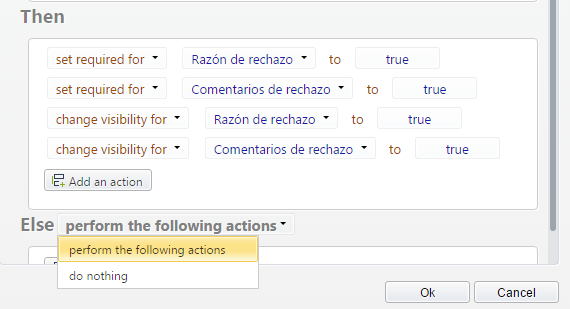 Then
set required for Razón de rechazo to true
set required for Comentarios de rechazo to true
change visibility for Razón de rechazo to true
change visibility for Comentarios de rechazo to true
Add an action
Else perform the following actions
perform the following actions
do nothing
Ok Cancel